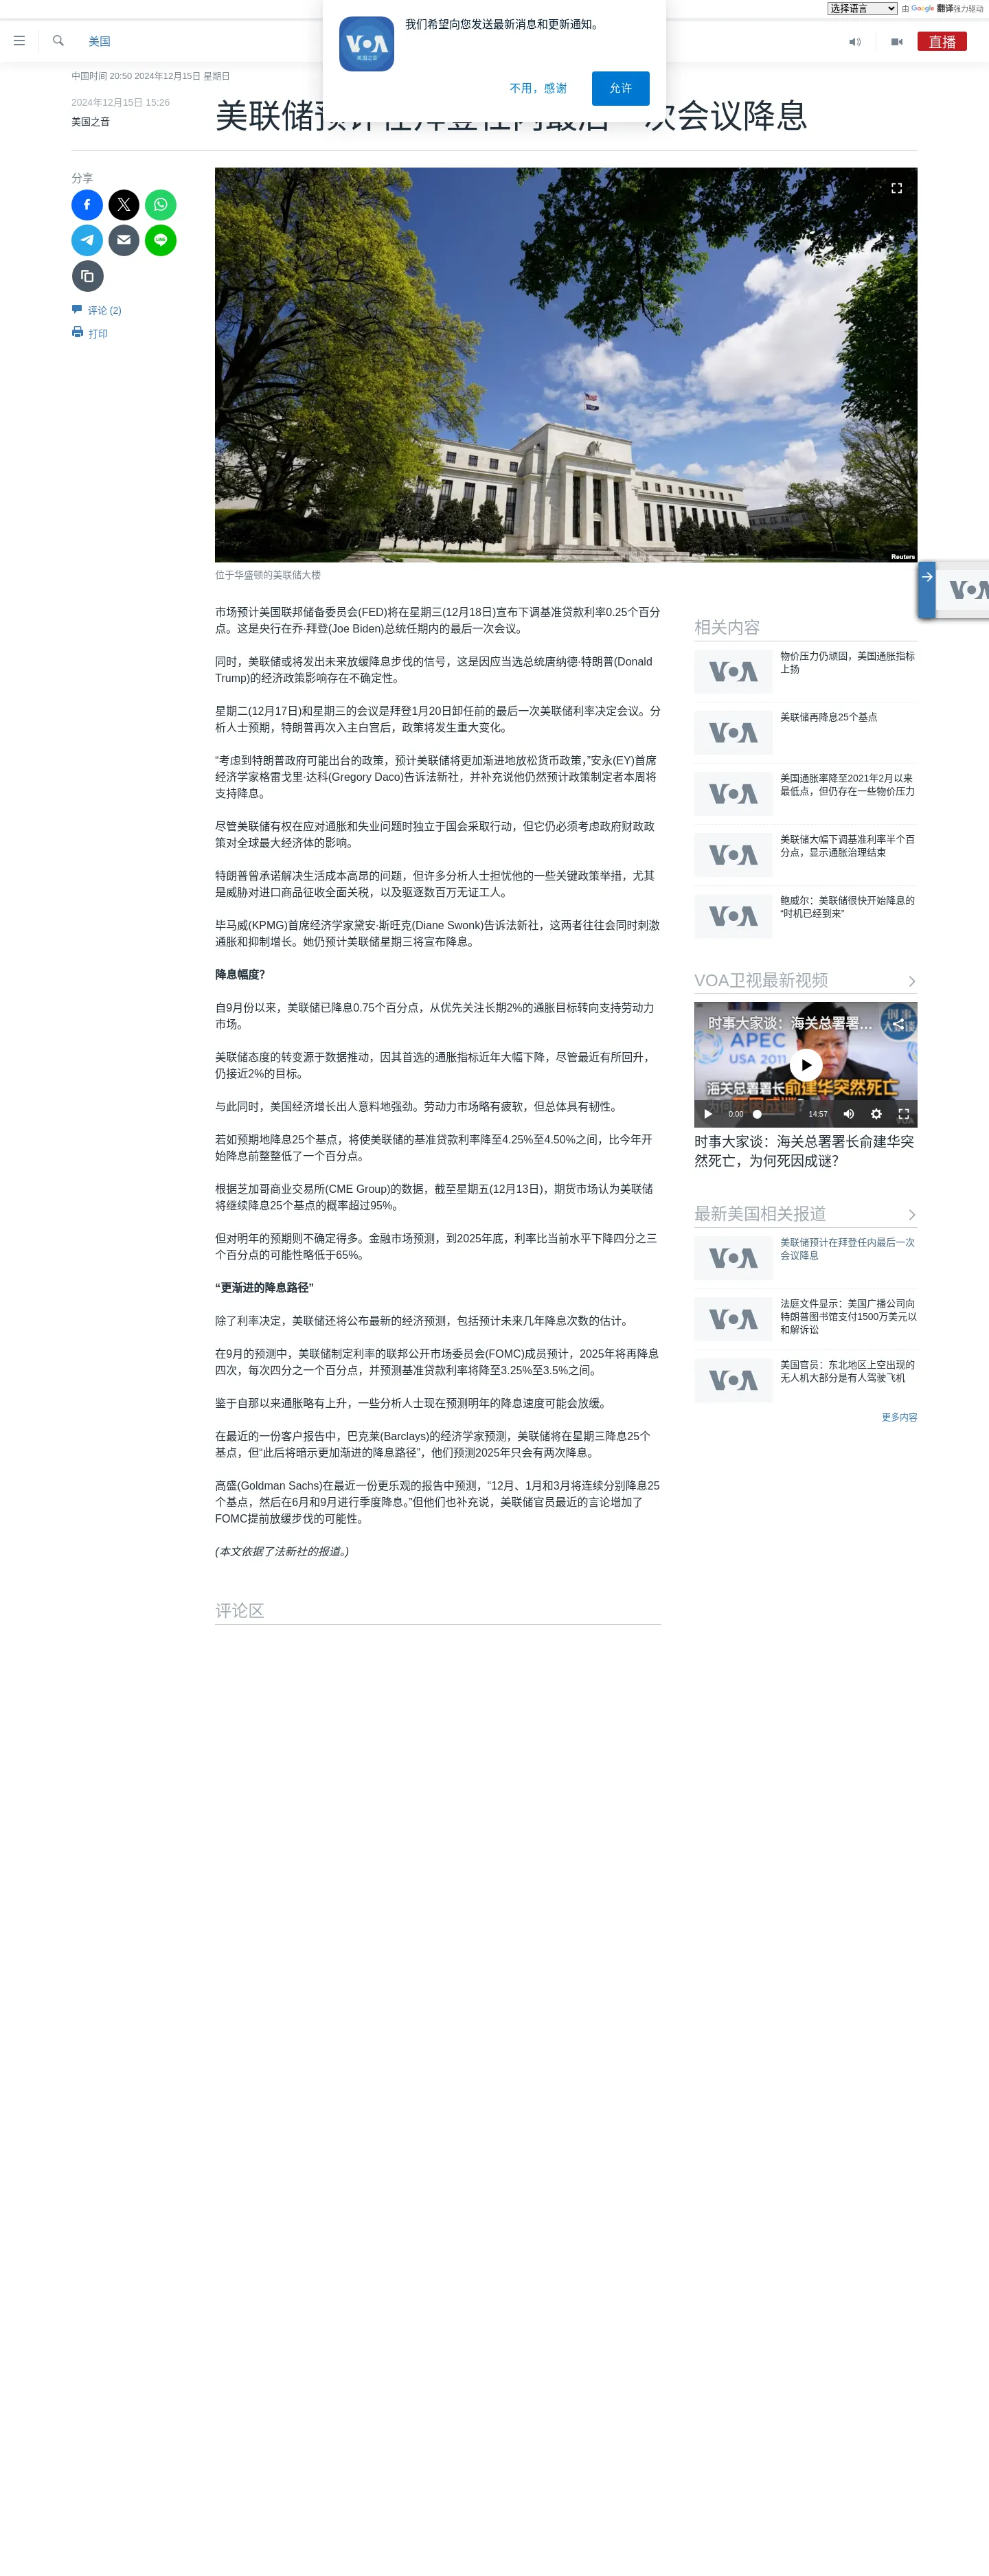 选择语言 由 Google 翻译强力驱动
美国
直播
VOA
美国之音
我们希望向您发送最新消息和更新通知。
不用，感谢
允许
中国时间 20:50 2024年12月15日 星期日
2024年12月15日 15:26
美国之音
美联储预计在拜登任内最后一次会议降息
分享
LINE
评论 (2)
打印
Reuters
位于华盛顿的美联储大楼
市场预计美国联邦储备委员会(FED)将在星期三(12月18日)宣布下调基准贷款利率0.25个百分
点。这是央行在乔·拜登(Joe Biden)总统任期内的最后一次会议。
同时，美联储或将发出未来放缓降息步伐的信号，这是因应当选总统唐纳德·特朗普(Donald
Trump)的经济政策影响存在不确定性。
星期二(12月17日)和星期三的会议是拜登1月20日卸任前的最后一次美联储利率决定会议。分
析人士预期，特朗普再次入主白宫后，政策将发生重大变化。
“考虑到特朗普政府可能出台的政策，预计美联储将更加渐进地放松货币政策，”安永(EY)首席
经济学家格雷戈里·达科(Gregory Daco)告诉法新社，并补充说他仍然预计政策制定者本周将
支持降息。
尽管美联储有权在应对通胀和失业问题时独立于国会采取行动，但它仍必须考虑政府财政政
策对全球最大经济体的影响。
特朗普曾承诺解决生活成本高昂的问题，但许多分析人士担忧他的一些关键政策举措，尤其
是威胁对进口商品征收全面关税，以及驱逐数百万无证工人。
毕马威(KPMG)首席经济学家黛安·斯旺克(Diane Swonk)告诉法新社，这两者往往会同时刺激
通胀和抑制增长。她仍预计美联储星期三将宣布降息。
降息幅度？
自9月份以来，美联储已降息0.75个百分点，从优先关注长期2%的通胀目标转向支持劳动力
市场。
美联储态度的转变源于数据推动，因其首选的通胀指标近年大幅下降，尽管最近有所回升，
仍接近2%的目标。
与此同时，美国经济增长出人意料地强劲。劳动力市场略有疲软，但总体具有韧性。
若如预期地降息25个基点，将使美联储的基准贷款利率降至4.25%至4.50%之间，比今年开
始降息前整整低了一个百分点。
根据芝加哥商业交易所(CME Group)的数据，截至星期五(12月13日)，期货市场认为美联储
将继续降息25个基点的概率超过95%。
但对明年的预期则不确定得多。金融市场预测，到2025年底，利率比当前水平下降四分之三
个百分点的可能性略低于65%。
“更渐进的降息路径”
除了利率决定，美联储还将公布最新的经济预测，包括预计未来几年降息次数的估计。
在9月的预测中，美联储制定利率的联邦公开市场委员会(FOMC)成员预计，2025年将再降息
四次，每次四分之一个百分点，并预测基准贷款利率将降至3.25%至3.5%之间。
鉴于自那以来通胀略有上升，一些分析人士现在预测明年的降息速度可能会放缓。
在最近的一份客户报告中，巴克莱(Barclays)的经济学家预测，美联储将在星期三降息25个
基点，但“此后将暗示更加渐进的降息路径”，他们预测2025年只会有两次降息。
高盛(Goldman Sachs)在最近一份更乐观的报告中预测，“12月、1月和3月将连续分别降息25
个基点，然后在6月和9月进行季度降息。”但他们也补充说，美联储官员最近的言论增加了
FOMC提前放缓步伐的可能性。
(本文依据了法新社的报道。)
评论区
相关内容
VOA
物价压力仍顽固，美国通胀指标
上扬
VOA
美联储再降息25个基点
VOA
美国通胀率降至2021年2月以来
最低点，但仍存在一些物价压力
VOA
美联储大幅下调基准利率半个百
分点，显示通胀治理结束
VOA
鲍威尔：美联储很快开始降息的
“时机已经到来”
VOA卫视最新视频
时事大家谈：海关总署署…
APEC
USA 2011
海关总署署长俞建华突然死亡
为何死因成谜？
0:00 14:57
时事大家谈：海关总署署长俞建华突
然死亡，为何死因成谜？
最新美国相关报道
VOA
美联储预计在拜登任内最后一次
会议降息
VOA
法庭文件显示：美国广播公司向
特朗普图书馆支付1500万美元以
和解诉讼
VOA
美国官员：东北地区上空出现的
无人机大部分是有人驾驶飞机
更多内容